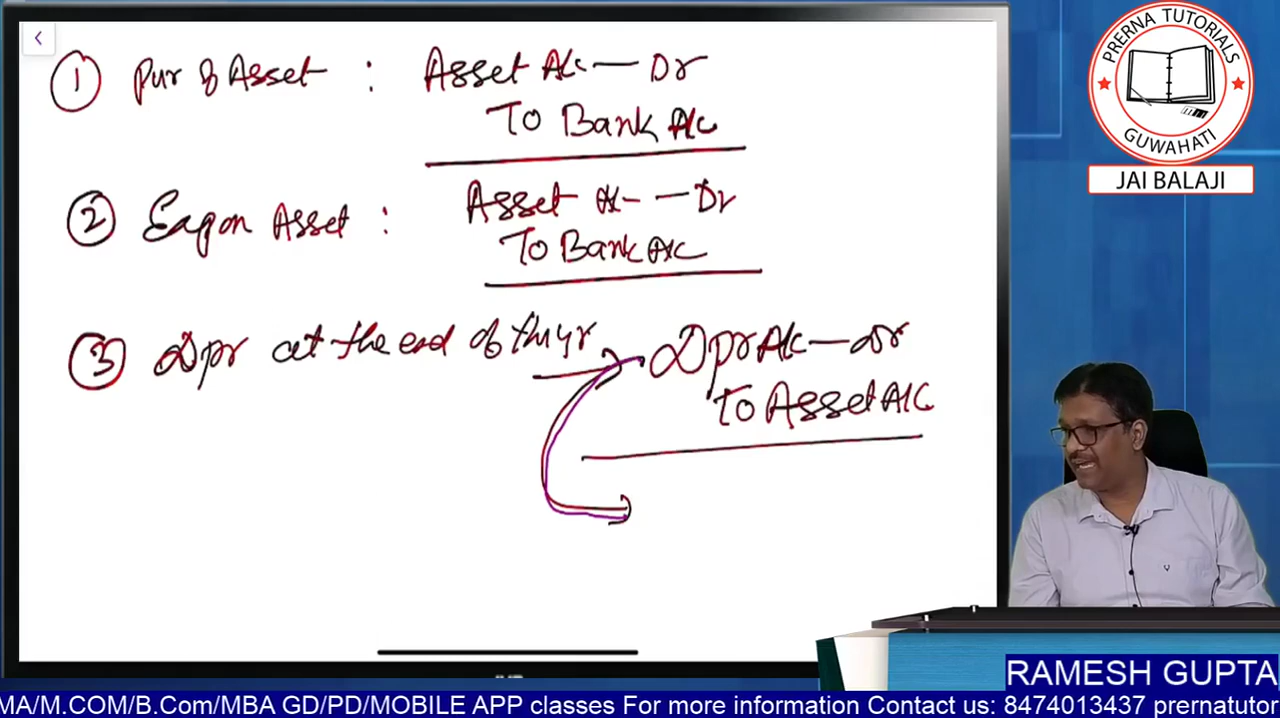 ① Pur of Asset : Asset A/c — Dr
To Bank A/c
② Exp on Asset : Asset A/c — Dr
To Bank A/c
③ Dpr at the end of the yr → Dpr A/c — Dr
To Asset A/c
PRERNA TUTORIALS
GUWAHATI
JAI BALAJI
RAMESH GUPTA
MA/M.COM/B.Com/MBA GD/PD/MOBILE APP classes For more information Contact us: 8474013437 prernatutor